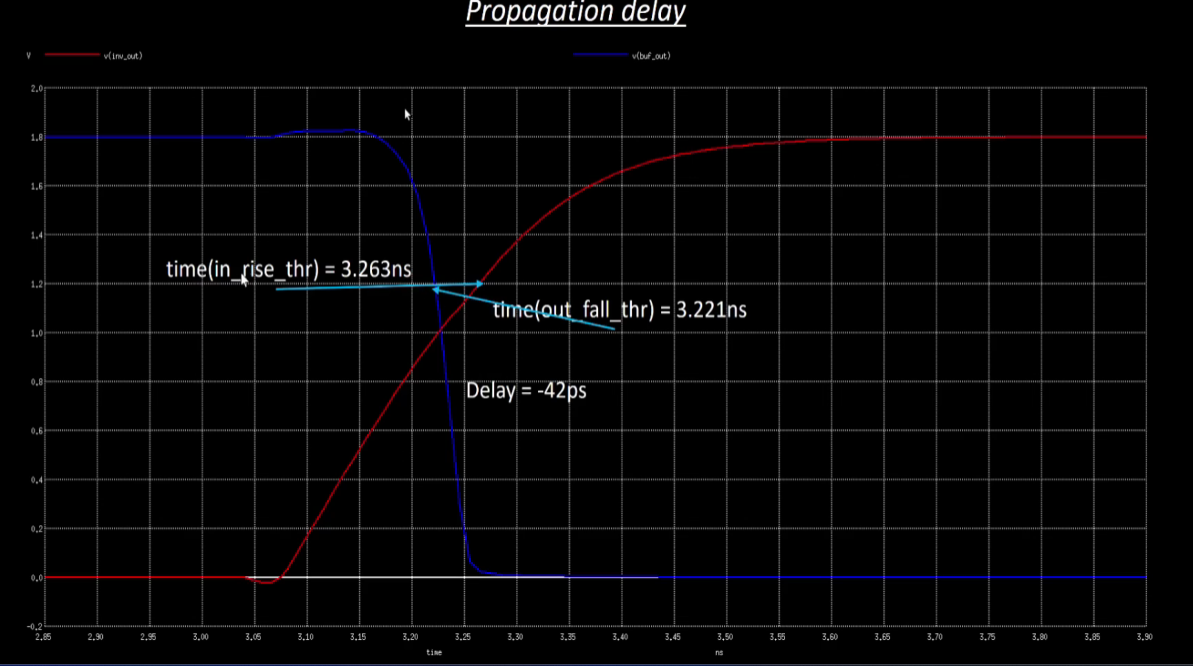 Propagation delay
V v(inv_out) v(buf_out)
2.0
1.8
1.6
1.4
time(in_rise_thr) = 3.263ns
1.2
time(out_fall_thr) = 3.221ns
1.0
0.8
Delay = -42ps
0.6
0.4
0.2
0.0
-0.2
2.85 2.90 2.95 3.00 3.05 3.10 3.15 3.20 3.25 3.30 3.35 3.40 3.45 3.50 3.55 3.60 3.65 3.70 3.75 3.80 3.85 3.90
time ns